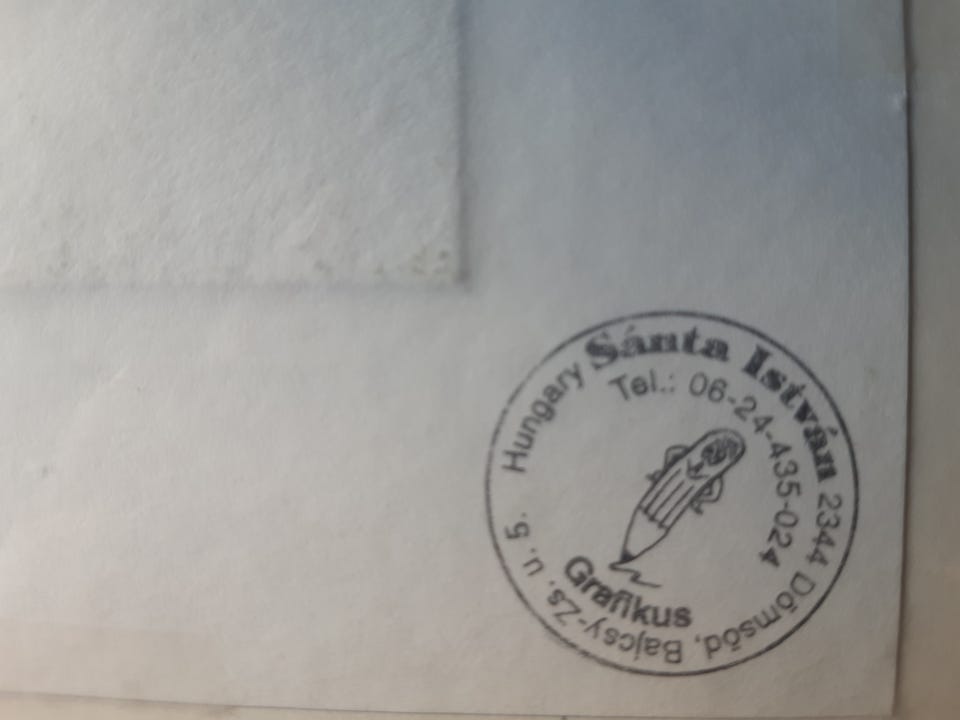 Sánta István 2344 Dömsöd, Bajcsy-Zs. u. 5. Hungary
Tel.: 06-24-435-024
Grafikus